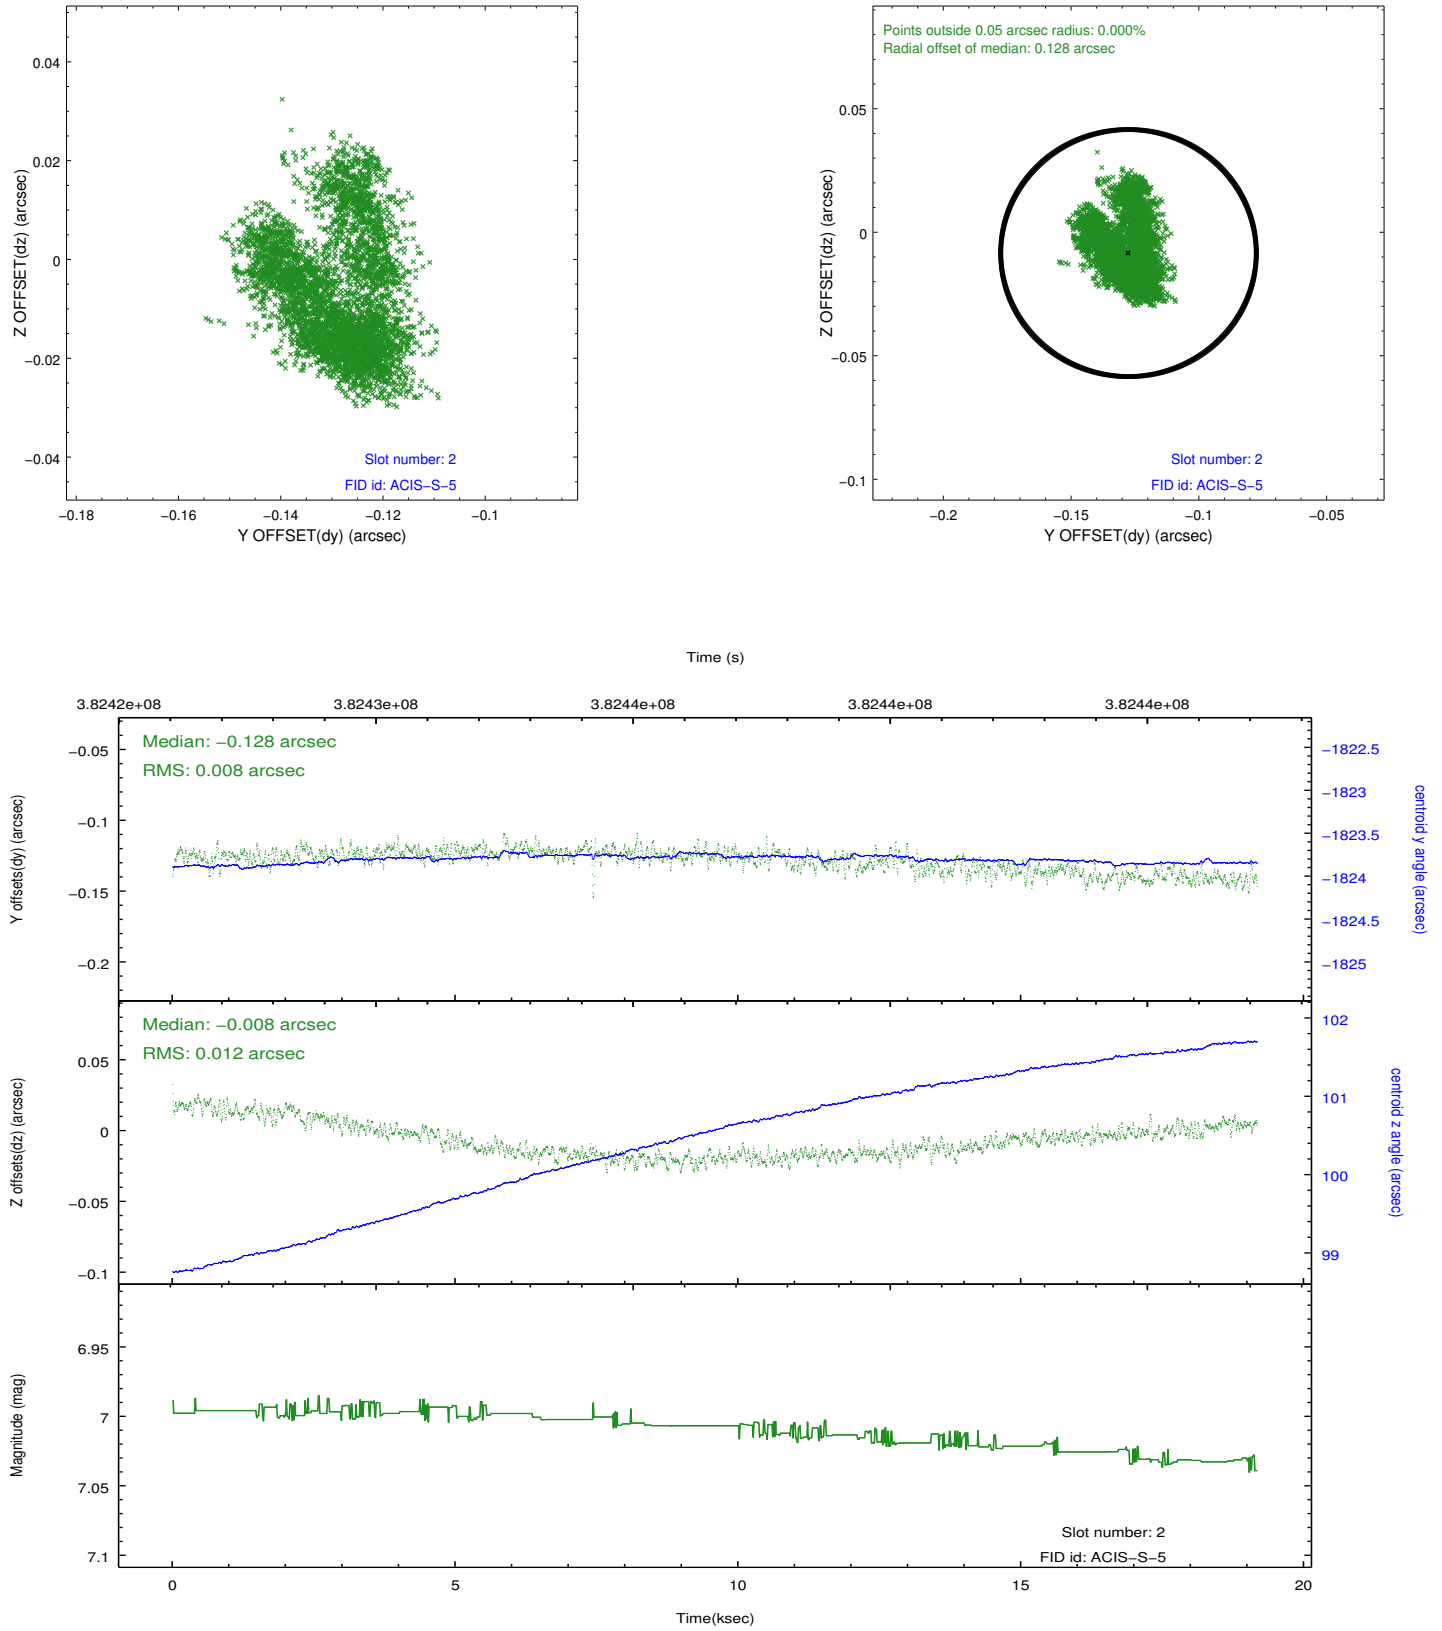 0.04
0.02
0
−0.02
−0.04
Z OFFSET(dz) (arcsec)
Slot number: 2
FID id: ACIS−S−5
−0.18
−0.16
−0.14
−0.12
−0.1
Y OFFSET(dy) (arcsec)
Points outside 0.05 arcsec radius: 0.000%
Radial offset of median: 0.128 arcsec
0.05
0
−0.05
−0.1
Z OFFSET(dz) (arcsec)
Slot number: 2
FID id: ACIS−S−5
−0.2
−0.15
−0.1
−0.05
Y OFFSET(dy) (arcsec)
Time (s)
3.8242e+08
3.8243e+08
3.8244e+08
3.8244e+08
3.8244e+08
Median: −0.128 arcsec
RMS: 0.008 arcsec
−0.05
−0.1
−0.15
−0.2
Y offsets(dy) (arcsec)
−1822.5
−1823
−1823.5
−1824
−1824.5
−1825
centroid y angle (arcsec)
Median: −0.008 arcsec
RMS: 0.012 arcsec
0.05
0
−0.05
−0.1
Z offsets(dz) (arcsec)
102
101
100
99
centroid z angle (arcsec)
6.95
7
7.05
7.1
Magnitude (mag)
Slot number: 2
FID id: ACIS−S−5
0
5
10
15
20
Time(ksec)